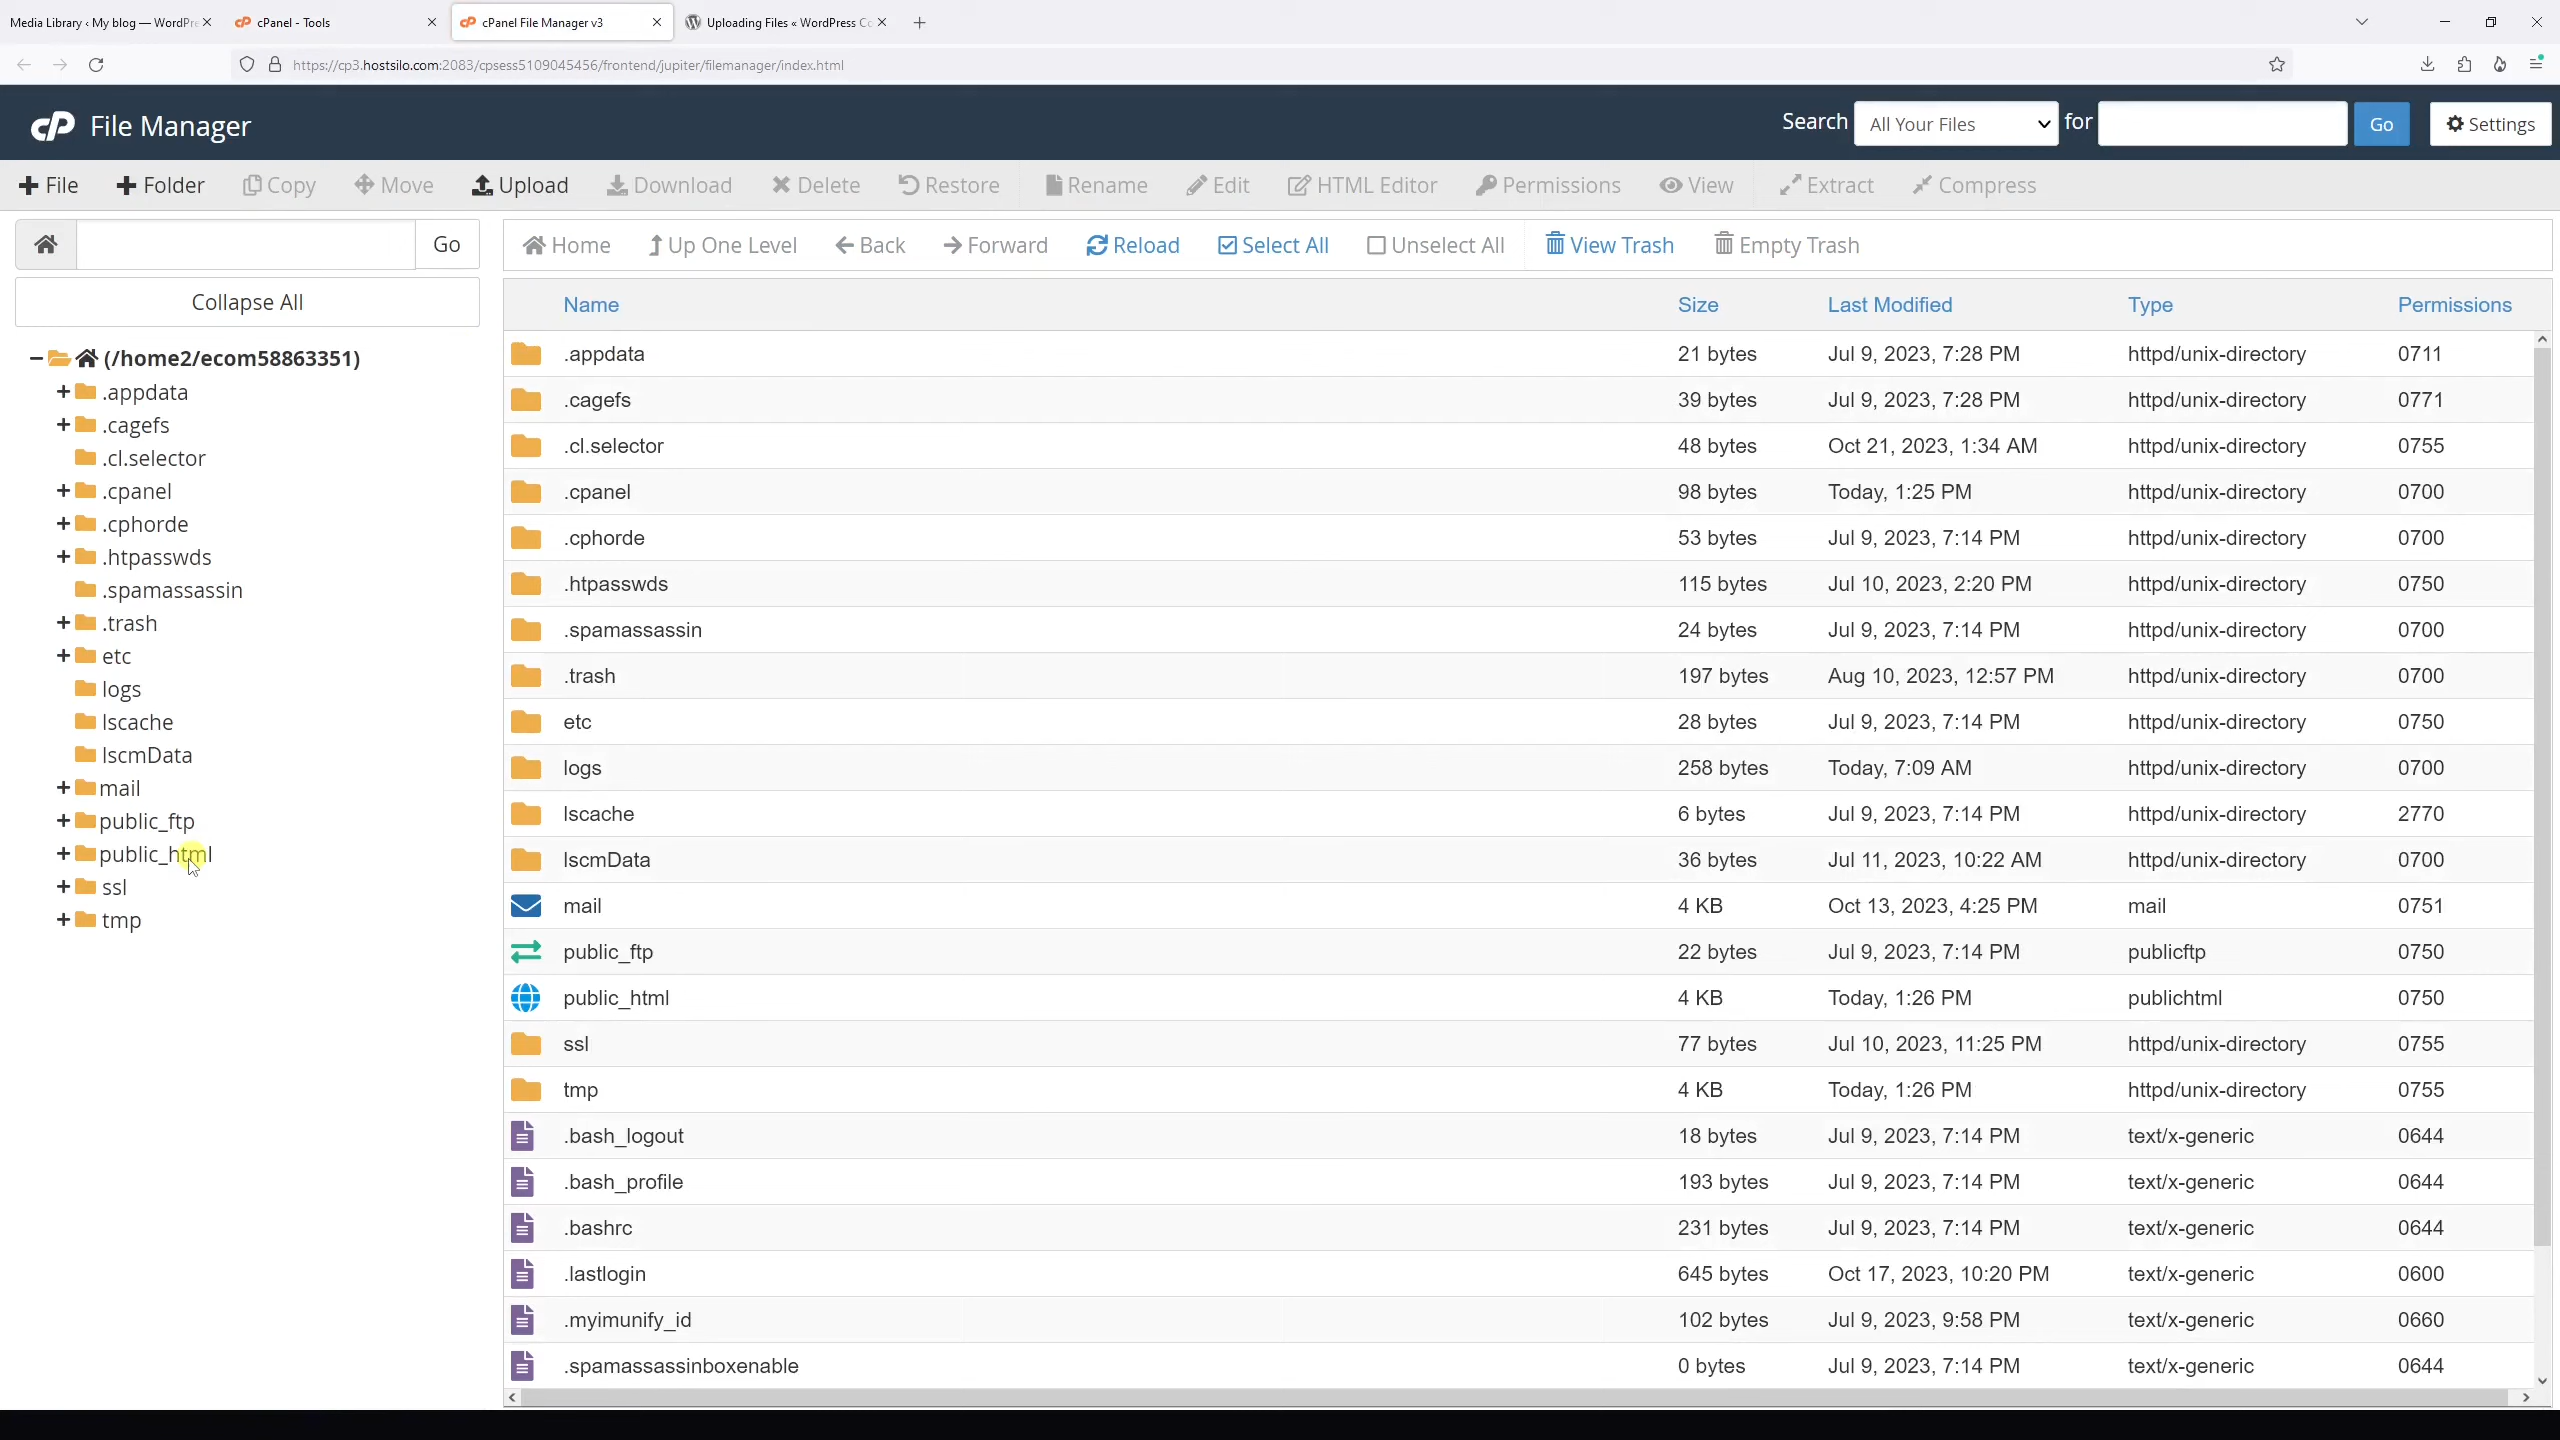 Media Library ‹ My blog — WordPre
cPanel - Tools
cPanel File Manager v3
Uploading Files « WordPress Co
https://cp3.hostsilo.com:2083/cpsess5109045456/frontend/jupiter/filemanager/index.html
cP File Manager
Search All Your Files for Go Settings
File Folder Copy Move Upload Download Delete Restore Rename Edit HTML Editor Permissions View Extract Compress
Go
Home Up One Level Back Forward Reload Select All Unselect All View Trash Empty Trash
Collapse All
(/home2/ecom58863351)
.appdata
.cagefs
.cl.selector
.cpanel
.cphorde
.htpasswds
.spamassassin
.trash
etc
logs
lscache
lscmData
mail
public_ftp
public_html
ssl
tmp
Name Size Last Modified Type Permissions
.appdata 21 bytes Jul 9, 2023, 7:28 PM httpd/unix-directory 0711
.cagefs 39 bytes Jul 9, 2023, 7:28 PM httpd/unix-directory 0771
.cl.selector 48 bytes Oct 21, 2023, 1:34 AM httpd/unix-directory 0755
.cpanel 98 bytes Today, 1:25 PM httpd/unix-directory 0700
.cphorde 53 bytes Jul 9, 2023, 7:14 PM httpd/unix-directory 0700
.htpasswds 115 bytes Jul 10, 2023, 2:20 PM httpd/unix-directory 0750
.spamassassin 24 bytes Jul 9, 2023, 7:14 PM httpd/unix-directory 0700
.trash 197 bytes Aug 10, 2023, 12:57 PM httpd/unix-directory 0700
etc 28 bytes Jul 9, 2023, 7:14 PM httpd/unix-directory 0750
logs 258 bytes Today, 7:09 AM httpd/unix-directory 0700
lscache 6 bytes Jul 9, 2023, 7:14 PM httpd/unix-directory 2770
lscmData 36 bytes Jul 11, 2023, 10:22 AM httpd/unix-directory 0700
mail 4 KB Oct 13, 2023, 4:25 PM mail 0751
public_ftp 22 bytes Jul 9, 2023, 7:14 PM publicftp 0750
public_html 4 KB Today, 1:26 PM publichtml 0750
ssl 77 bytes Jul 10, 2023, 11:25 PM httpd/unix-directory 0755
tmp 4 KB Today, 1:26 PM httpd/unix-directory 0755
.bash_logout 18 bytes Jul 9, 2023, 7:14 PM text/x-generic 0644
.bash_profile 193 bytes Jul 9, 2023, 7:14 PM text/x-generic 0644
.bashrc 231 bytes Jul 9, 2023, 7:14 PM text/x-generic 0644
.lastlogin 645 bytes Oct 17, 2023, 10:20 PM text/x-generic 0600
.myimunify_id 102 bytes Jul 9, 2023, 9:58 PM text/x-generic 0660
.spamassassinboxenable 0 bytes Jul 9, 2023, 7:14 PM text/x-generic 0644